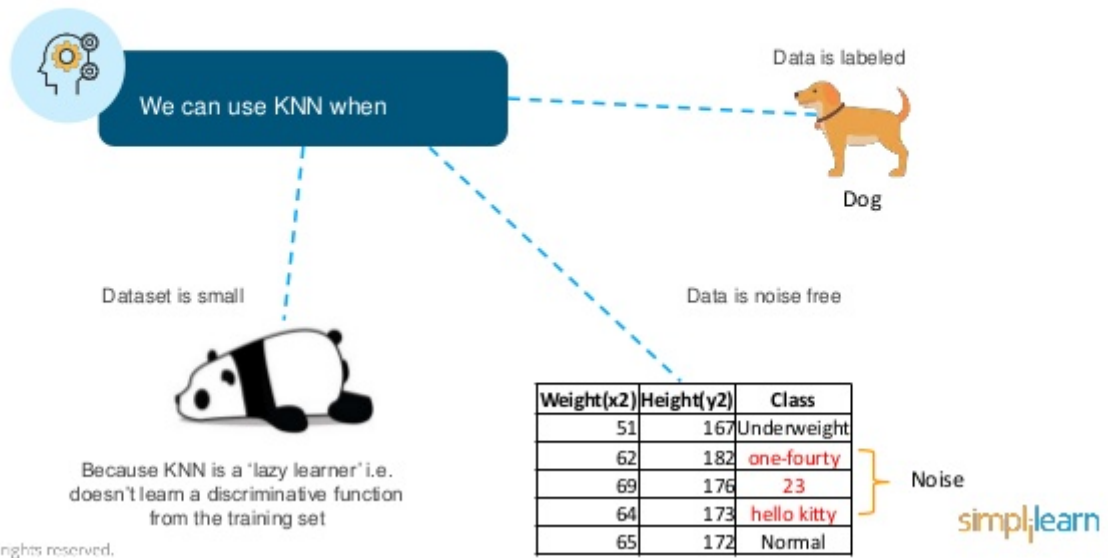 We can use KNN when
Data is labeled
Dog
Dataset is small
Because KNN is a 'lazy learner' i.e.
doesn't learn a discriminative function
from the training set
Data is noise free
Weight(x2) Height(y2) Class
51 167 Underweight
62 182 one-fourty
69 176 23
64 173 hello kitty
65 172 Normal
Noise
simplilearn
rights reserved.